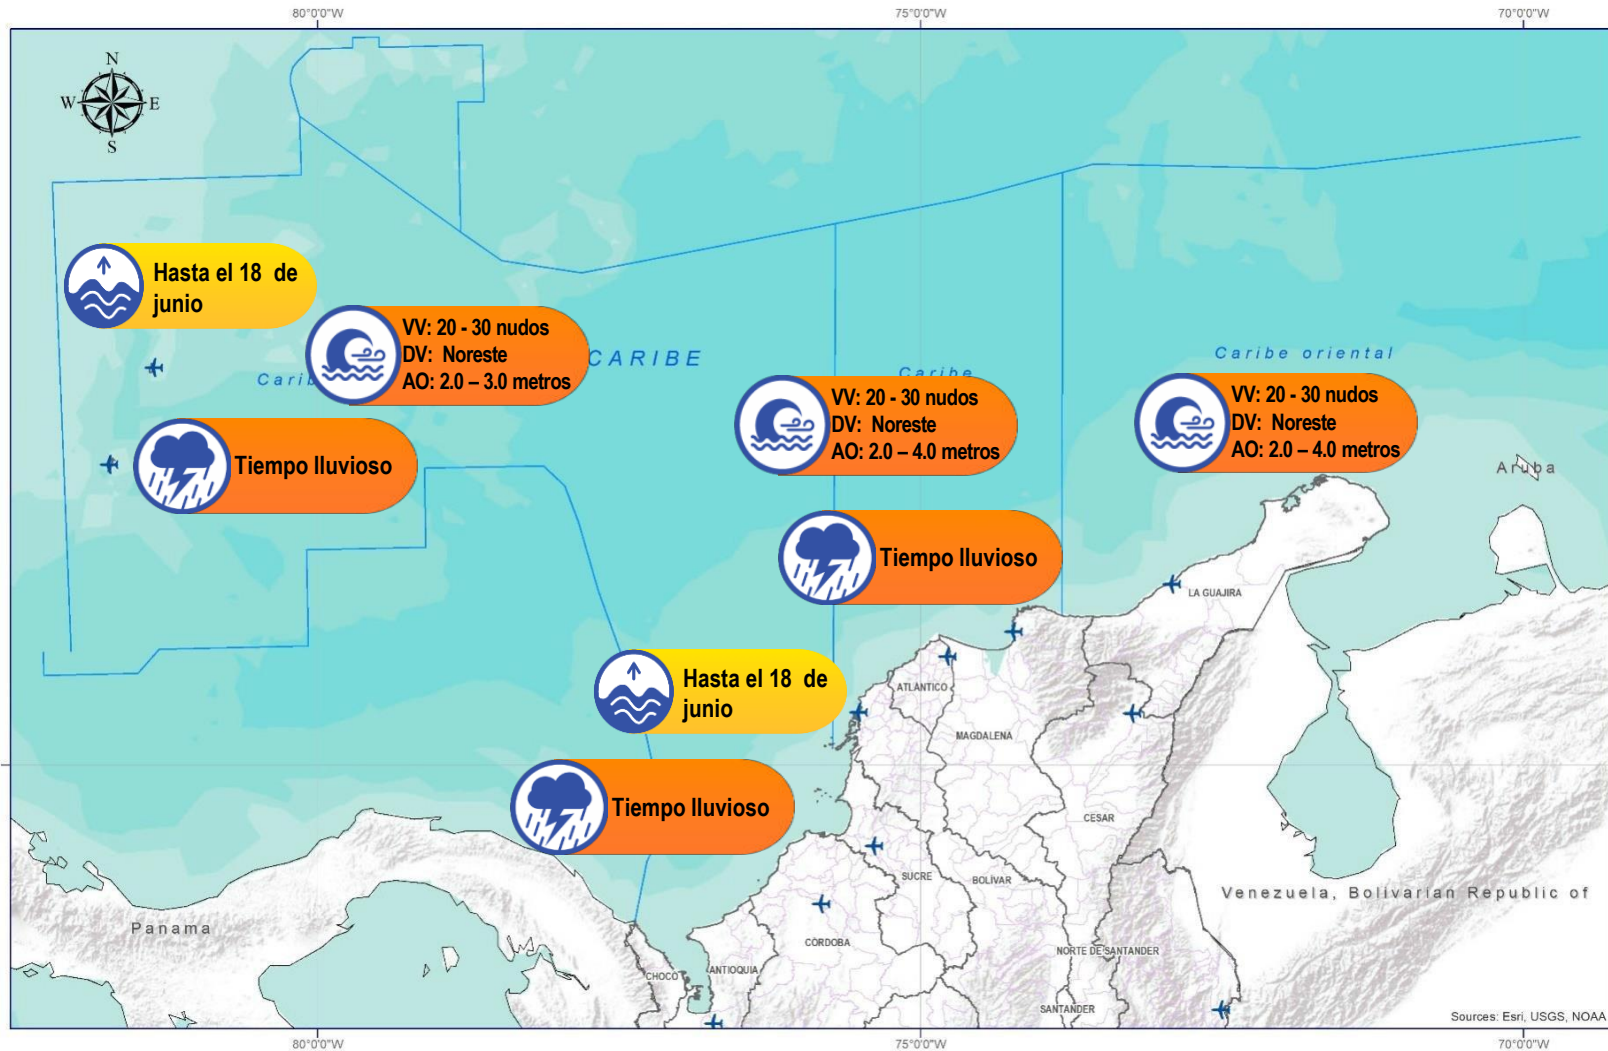 80°0'0"W
75°0'0"W
70°0'0"W
N
W
E
S
Hasta el 18 de
junio
VV: 20 - 30 nudos
DV: Noreste
AO: 2.0 – 3.0 metros
CARIBE
Caribe oriental
Caribe
VV: 20 - 30 nudos
DV: Noreste
AO: 2.0 – 4.0 metros
VV: 20 - 30 nudos
DV: Noreste
AO: 2.0 – 4.0 metros
Tiempo lluvioso
Aruba
Tiempo lluvioso
LA GUAJIRA
Hasta el 18 de
junio
ATLÁNTICO
MAGDALENA
Tiempo lluvioso
CESAR
SUCRE
BOLÍVAR
Venezuela, Bolivarian Republic of
Panama
CÓRDOBA
NORTE DE SANTANDER
CHOCÓ
ANTIOQUIA
SANTANDER
Sources: Esri, USGS, NOAA
80°0'0"W
75°0'0"W
70°0'0"W